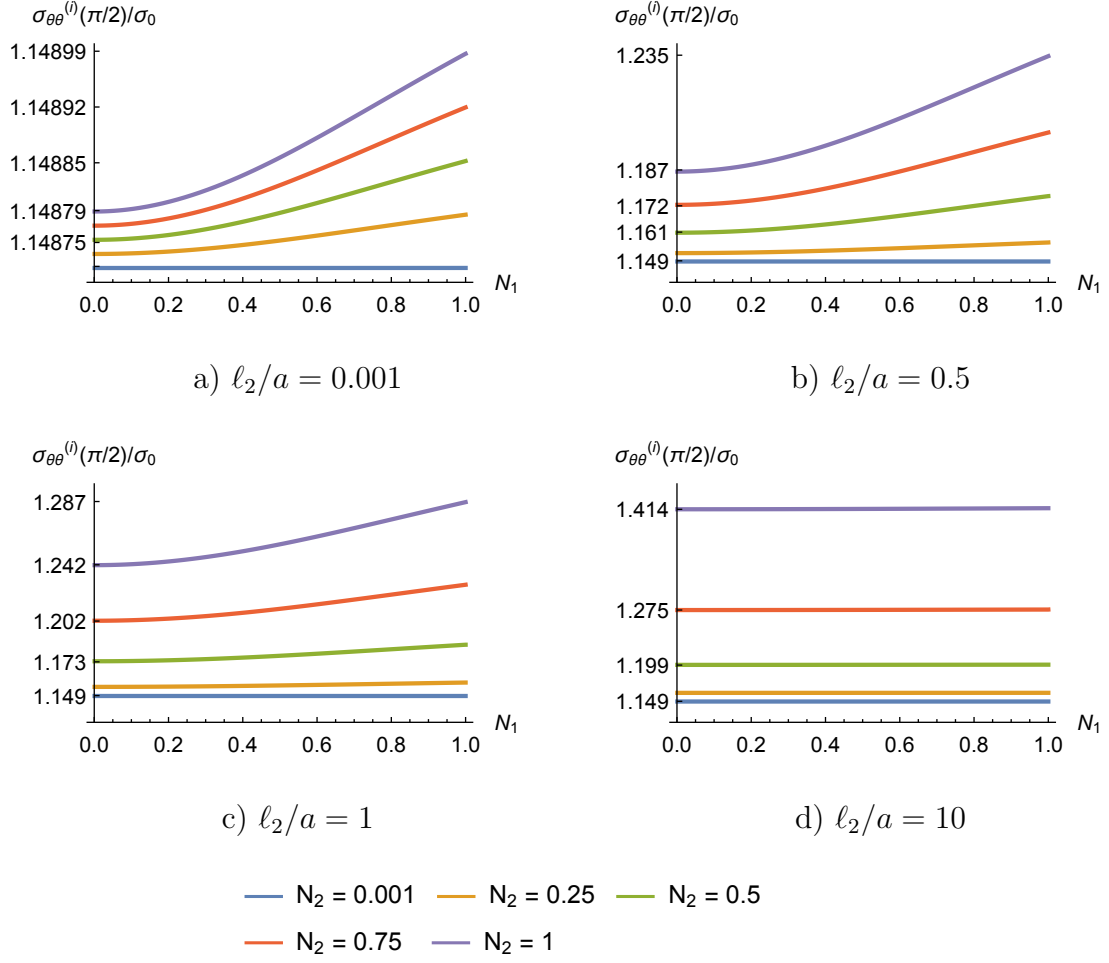 σθθ(i)(π/2)/σ0
1.14899
1.14892
1.14885
1.14879
1.14875
0.0 0.2 0.4 0.6 0.8 1.0
N1
a) ℓ2/a = 0.001
σθθ(i)(π/2)/σ0
1.235
1.187
1.172
1.161
1.149
0.0 0.2 0.4 0.6 0.8 1.0
N1
b) ℓ2/a = 0.5
σθθ(i)(π/2)/σ0
1.287
1.242
1.202
1.173
1.149
0.0 0.2 0.4 0.6 0.8 1.0
N1
c) ℓ2/a = 1
σθθ(i)(π/2)/σ0
1.414
1.275
1.199
1.149
0.0 0.2 0.4 0.6 0.8 1.0
N1
d) ℓ2/a = 10
N2 = 0.001 N2 = 0.25 N2 = 0.5
N2 = 0.75 N2 = 1